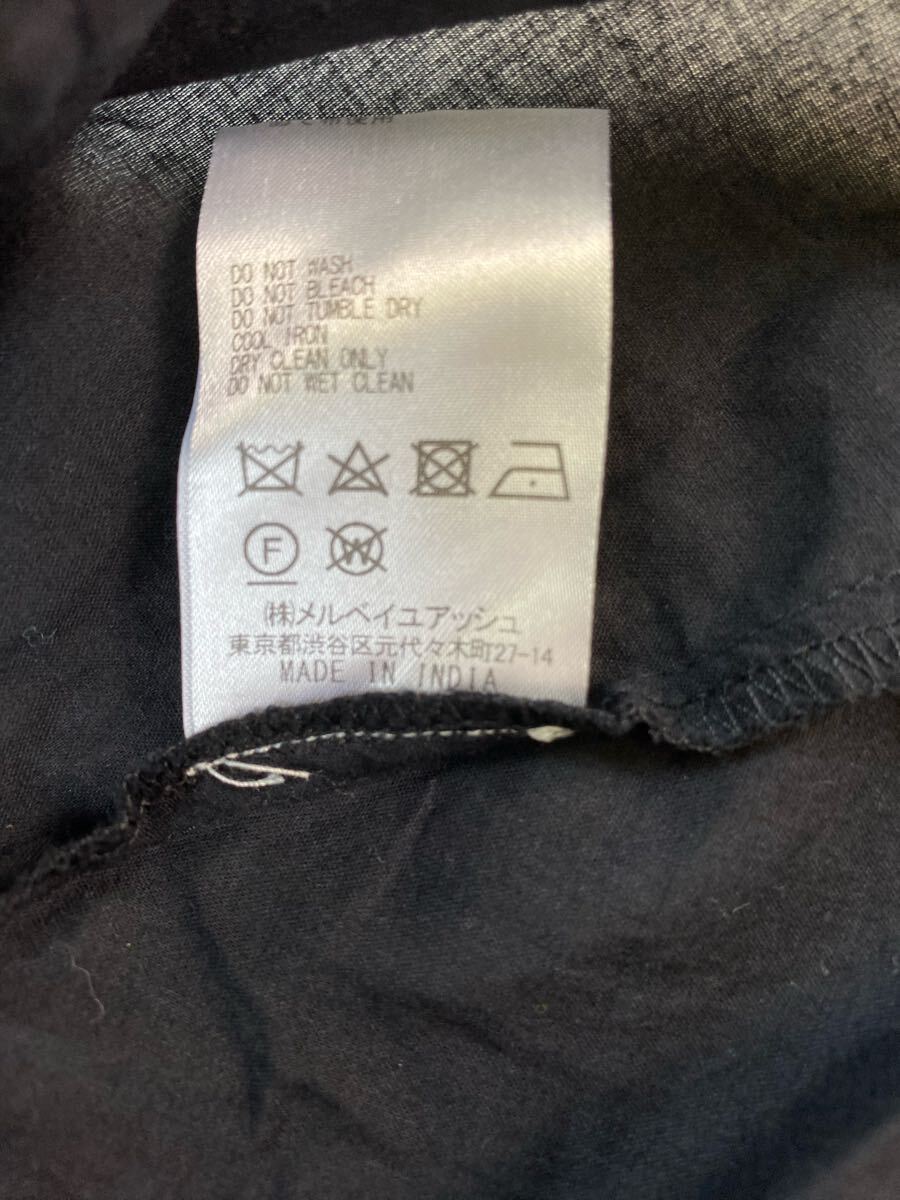 DO NOT WASH
DO NOT BLEACH
DO NOT TUMBLE DRY
COOL IRON
DRY CLEAN ONLY
DO NOT WET CLEAN
F W
(株)メルベイユアッシュ
東京都渋谷区元代々木町27-14
MADE IN INDIA